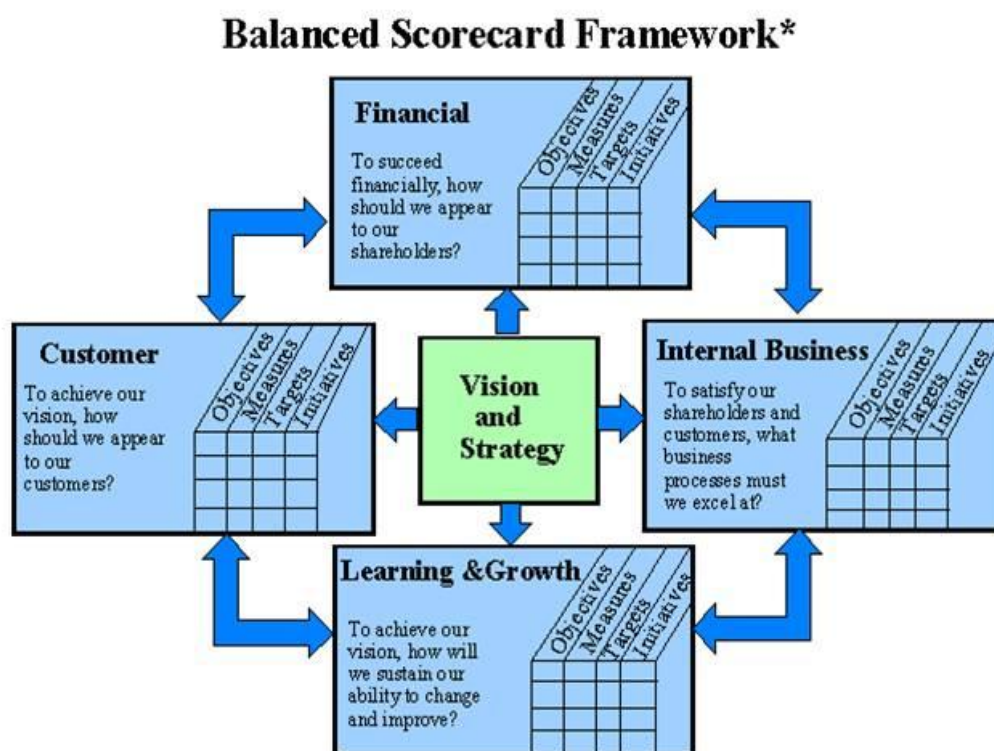 Balanced Scorecard Framework*
Financial
To succeed
financially, how
should we appear
to our
shareholders?
Objectives
Measures
Targets
Initiatives
Customer
To achieve our
vision, how
should we appear
to our
customers?
Objectives
Measures
Targets
Initiatives
Vision
and
Strategy
Internal Business
To satisfy our
shareholders and
customers, what
business
processes must
we excel at?
Objectives
Measures
Targets
Initiatives
Learning &Growth
To achieve our
vision, how will
we sustain our
ability to change
and improve?
Objectives
Measures
Targets
Initiatives